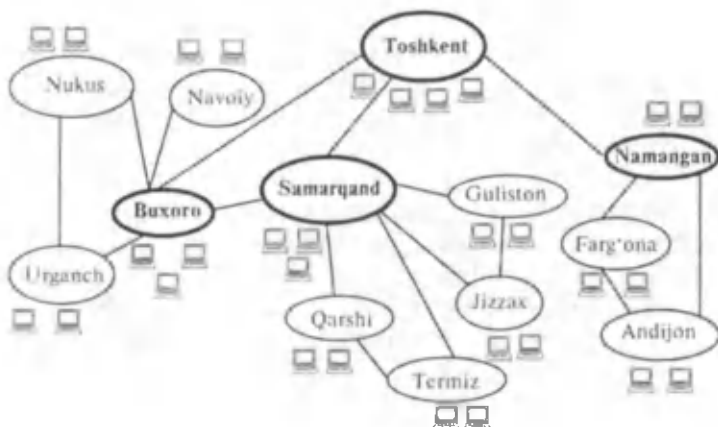 Toshkent
Nukus
Navoiy
Namangan
Samarqand
Guliston
Buxoro
Farg‘ona
Urganch
Jizzax
Qarshi
Andijon
Termiz